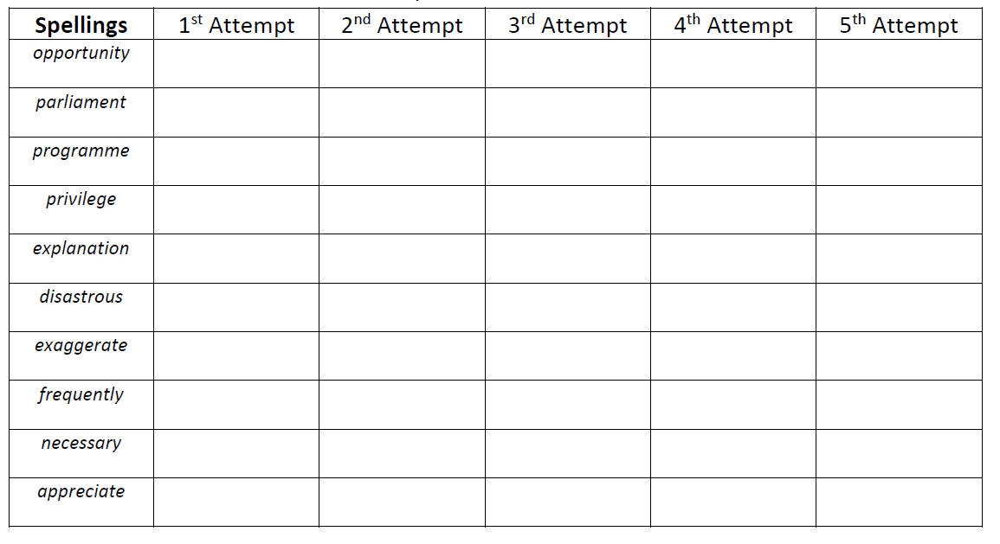 Spellings 1st Attempt 2nd Attempt 3rd Attempt 4th Attempt 5th Attempt
opportunity
parliament
programme
privilege
explanation
disastrous
exaggerate
frequently
necessary
appreciate